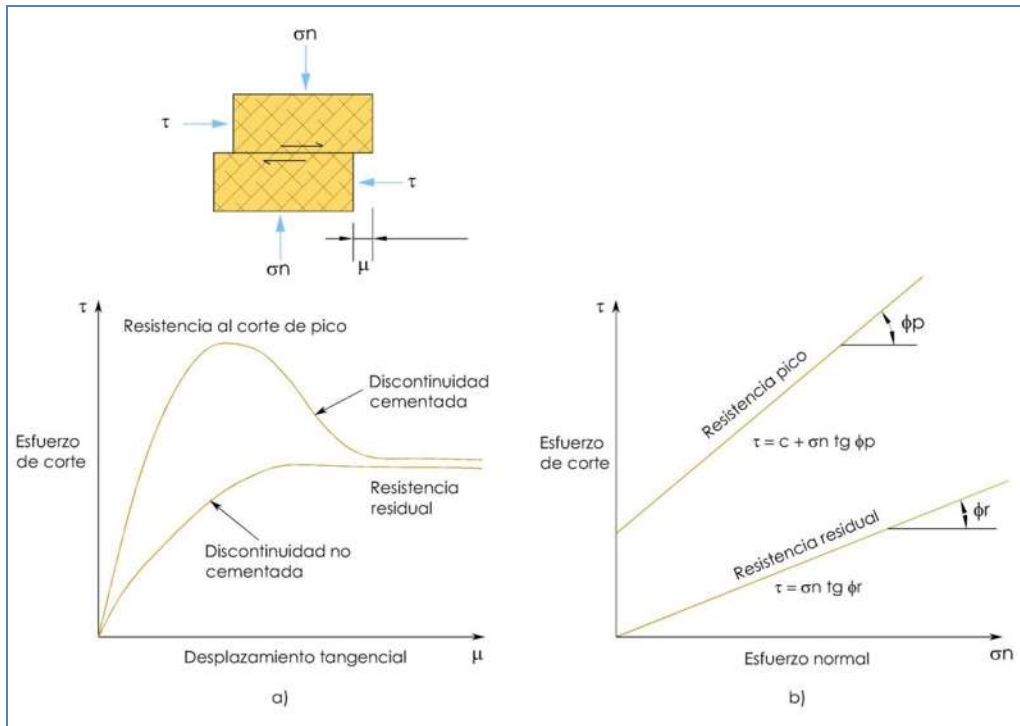 σn
τ
τ
σn
μ
τ
Resistencia al corte de pico
Discontinuidad
cementada
Esfuerzo
de corte
Resistencia
residual
Discontinuidad no
cementada
Desplazamiento tangencial
μ
a)
τ
ϕp
Resistencia pico
τ = c + σn tg ϕp
Esfuerzo
de corte
Resistencia residual
ϕr
τ = σn tg ϕr
Esfuerzo normal
σn
b)